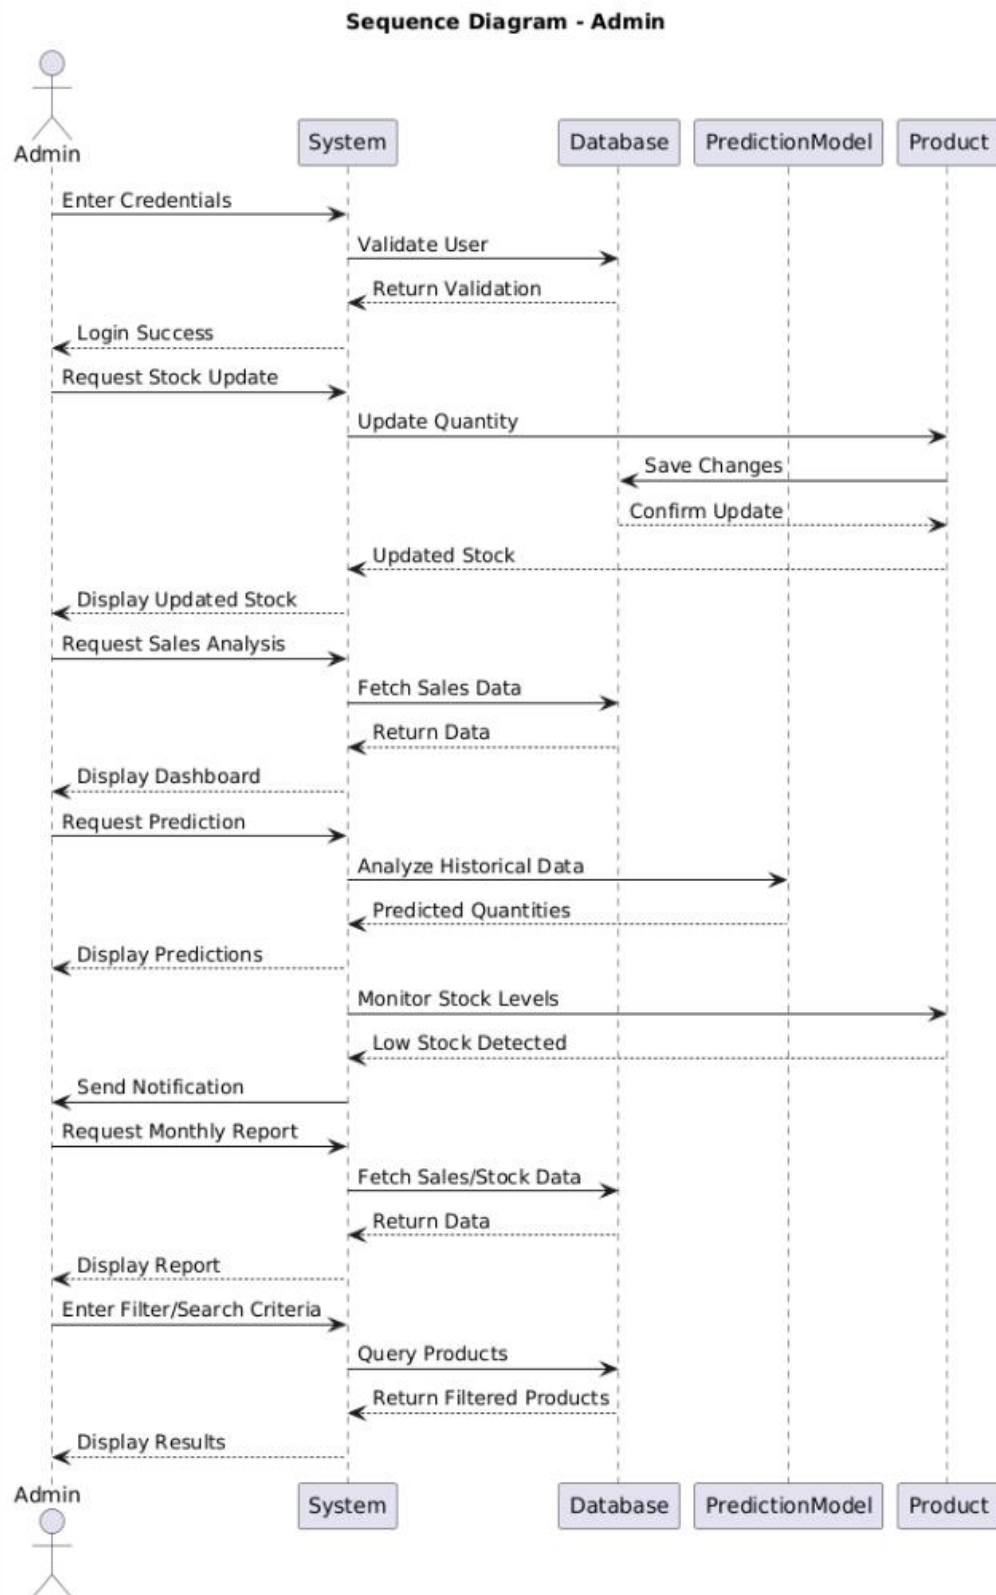 Sequence Diagram - Admin
Admin
System
Database
PredictionModel
Product
Enter Credentials
Validate User
Return Validation
Login Success
Request Stock Update
Update Quantity
Save Changes
Confirm Update
Updated Stock
Display Updated Stock
Request Sales Analysis
Fetch Sales Data
Return Data
Display Dashboard
Request Prediction
Analyze Historical Data
Predicted Quantities
Display Predictions
Monitor Stock Levels
Low Stock Detected
Send Notification
Request Monthly Report
Fetch Sales/Stock Data
Return Data
Display Report
Enter Filter/Search Criteria
Query Products
Return Filtered Products
Display Results
Admin
System
Database
PredictionModel
Product